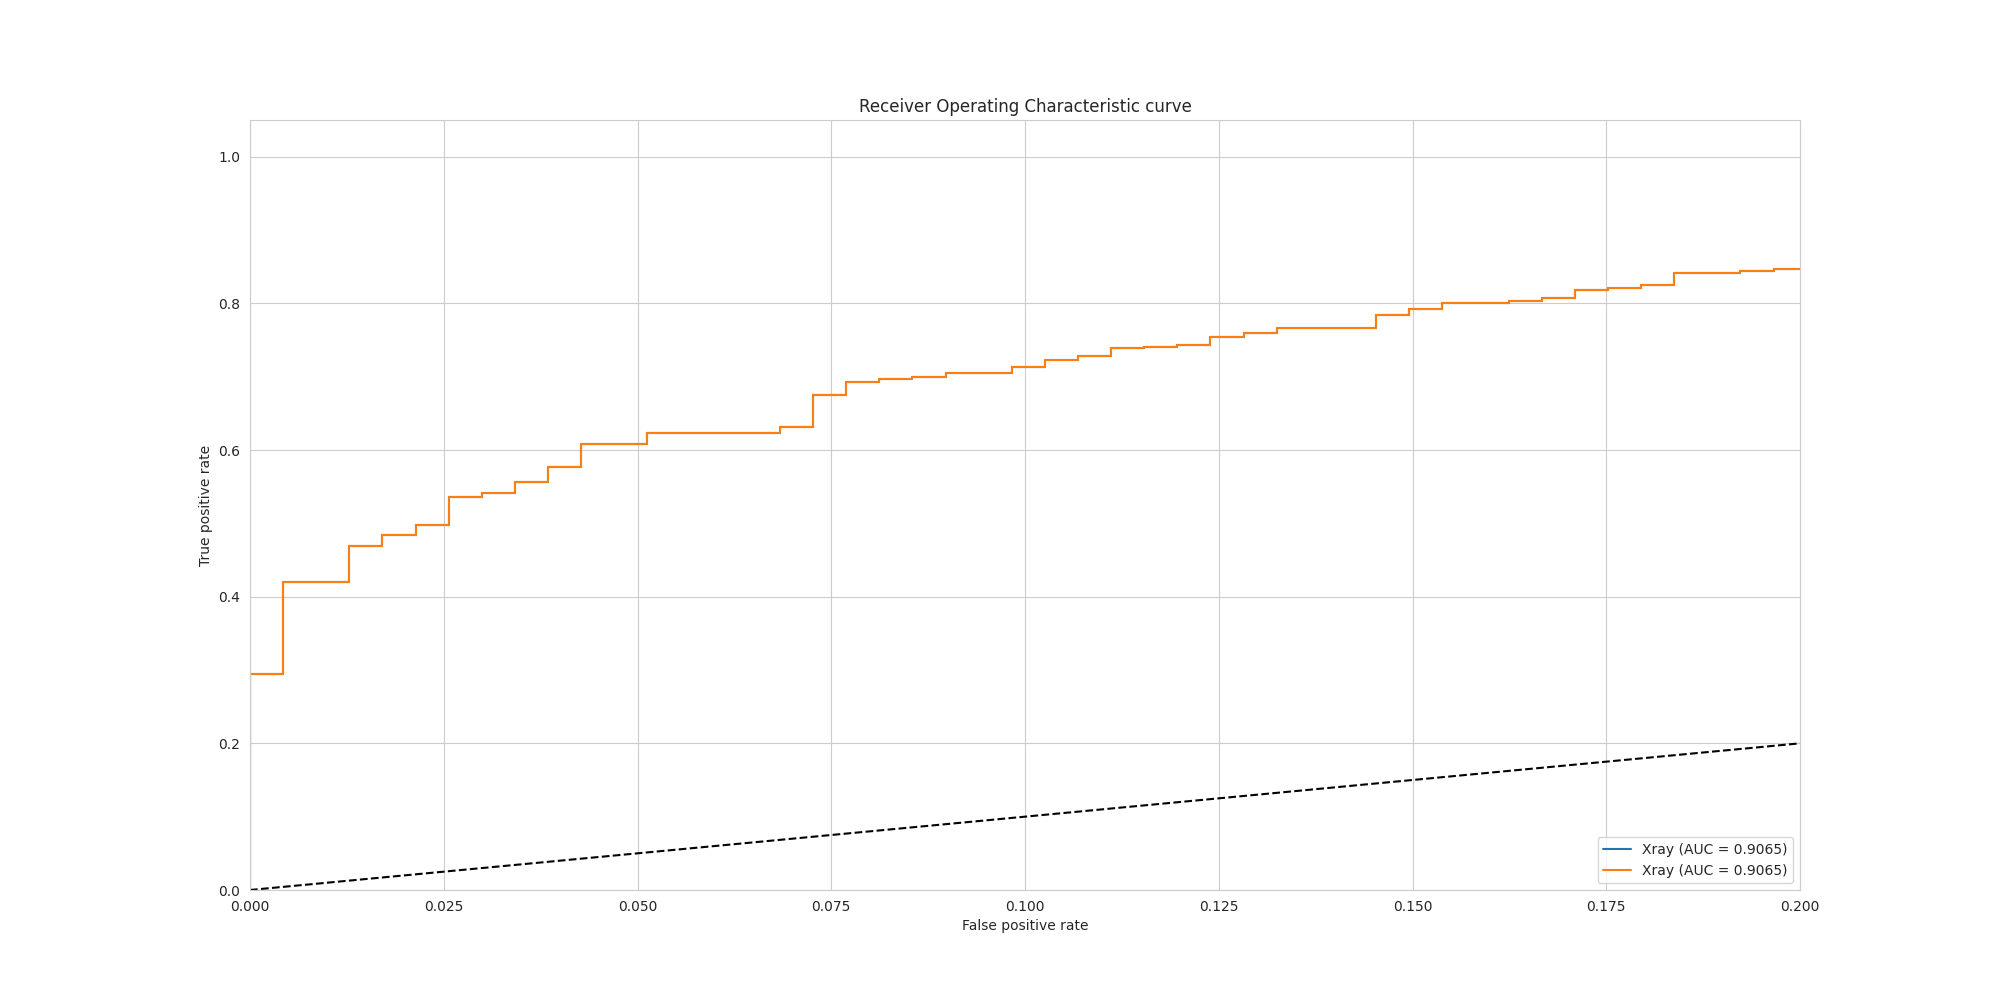 Receiver Operating Characteristic curve
1.0
0.8
0.6
0.4
0.2
0.0
True positive rate
0.000 0.025 0.050 0.075 0.100 0.125 0.150 0.175 0.200
False positive rate
Xray (AUC = 0.9065)
Xray (AUC = 0.9065)